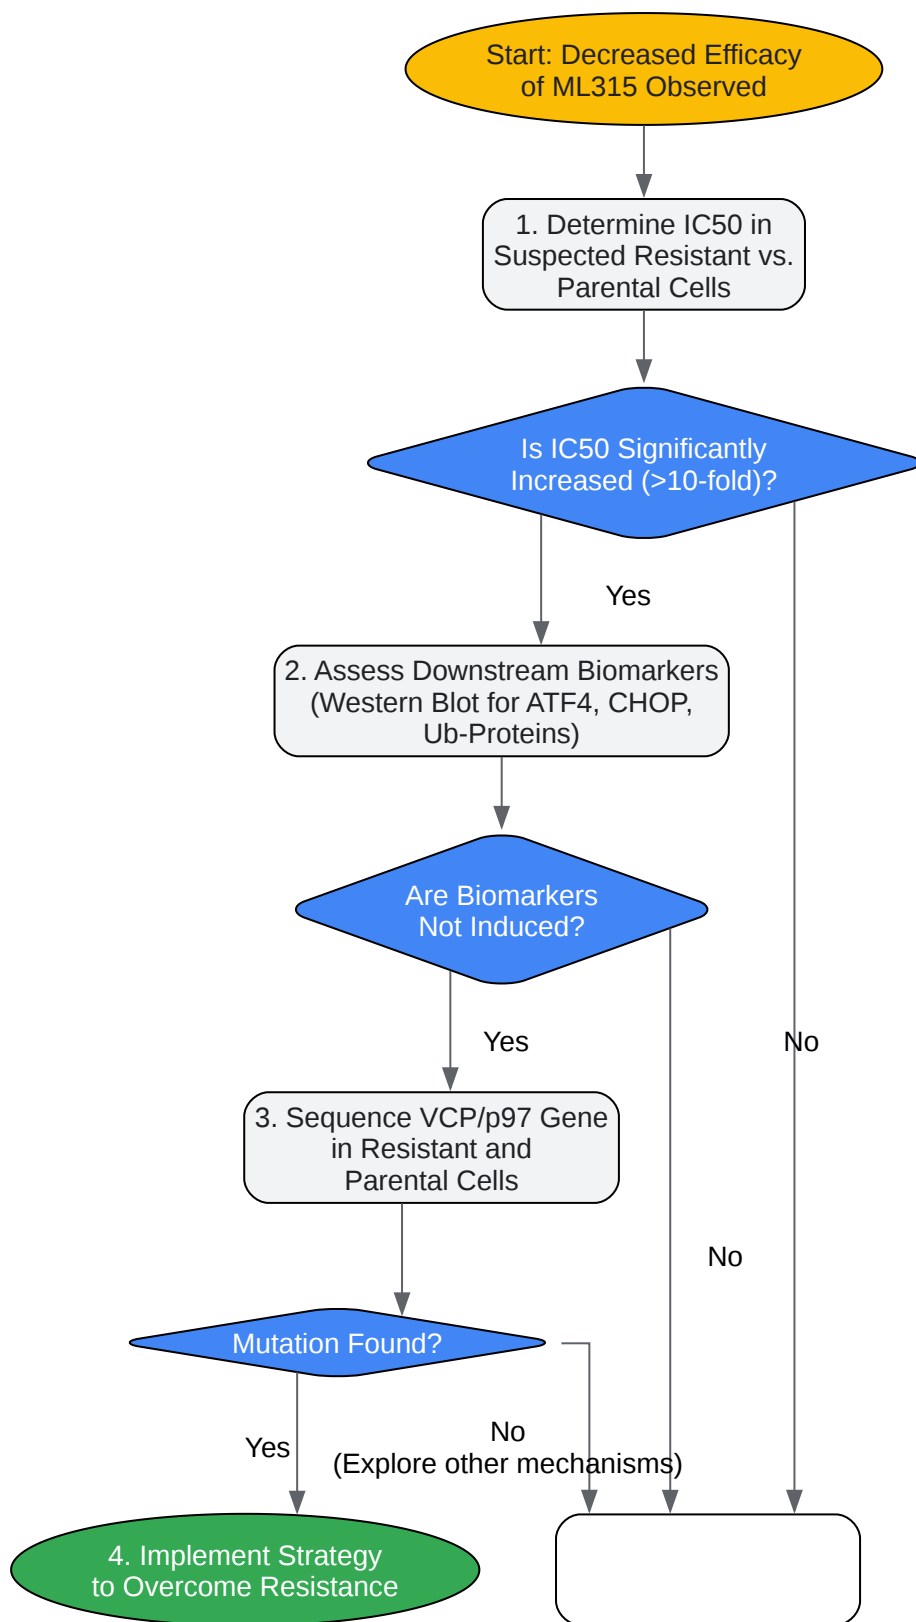 Start: Decreased Efficacy
of ML315 Observed
1. Determine IC50 in
Suspected Resistant vs.
Parental Cells
Is IC50 Significantly
Increased (>10-fold)?
Yes
2. Assess Downstream Biomarkers
(Western Blot for ATF4, CHOP,
Ub-Proteins)
Are Biomarkers
Not Induced?
Yes
No
3. Sequence VCP/p97 Gene
in Resistant and
Parental Cells
No
Mutation Found?
Yes
No
(Explore other mechanisms)
4. Implement Strategy
to Overcome Resistance